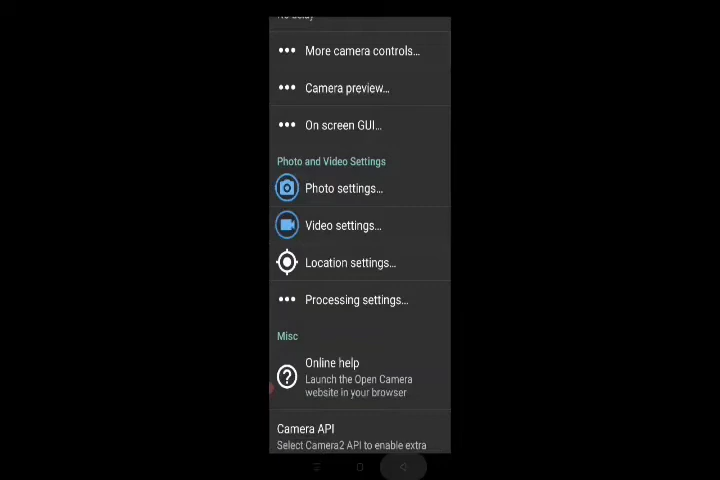 More camera controls...
Camera preview...
On screen GUI...
Photo and Video Settings
Photo settings...
Video settings...
Location settings...
Processing settings...
Misc
Online help
Launch the Open Camera
website in your browser
Camera API
Select Camera2 API to enable extra